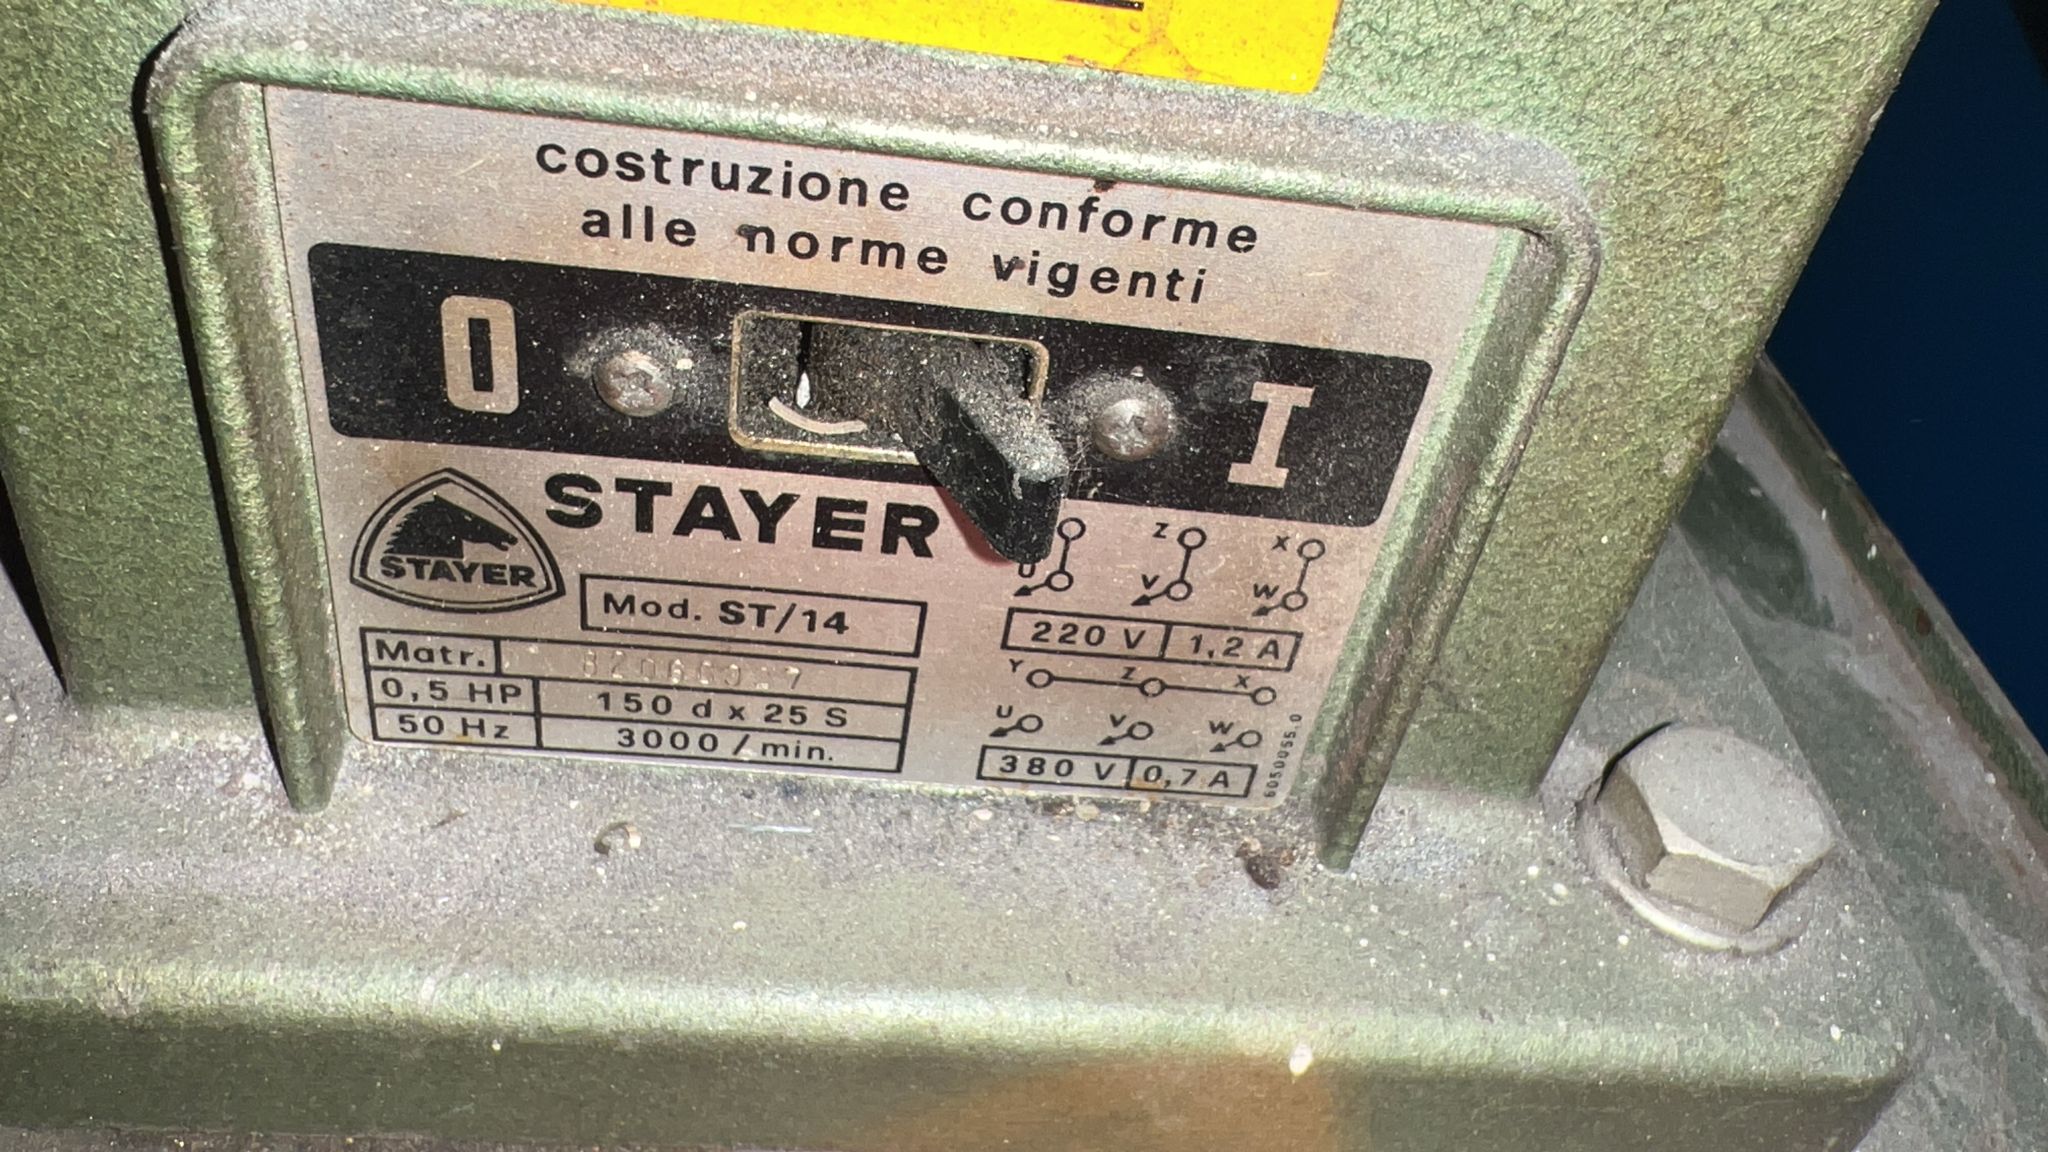 costruzione conforme
alle norme vigenti
O I
STAYER
STAYER
Mod. ST/14
Matr.
0,5 HP 150 d x 25 S
50 Hz 3000/min.
Z X
U V W
220 V 1,2 A
Y Z X
U V W
380 V 0,7 A